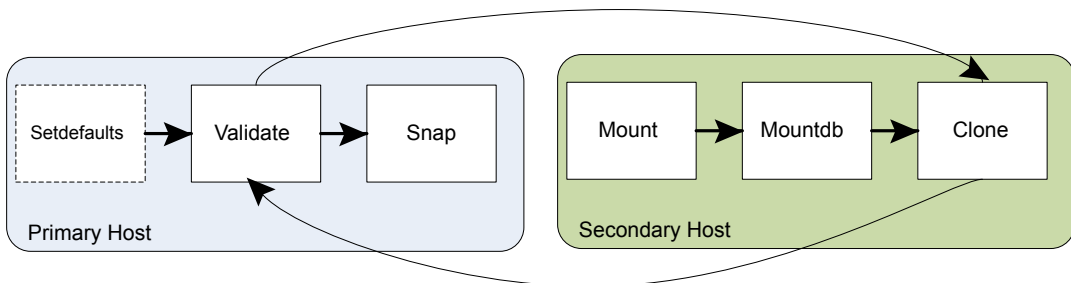 Setdefaults
Validate
Snap
Primary Host
Mount
Mountdb
Clone
Secondary Host